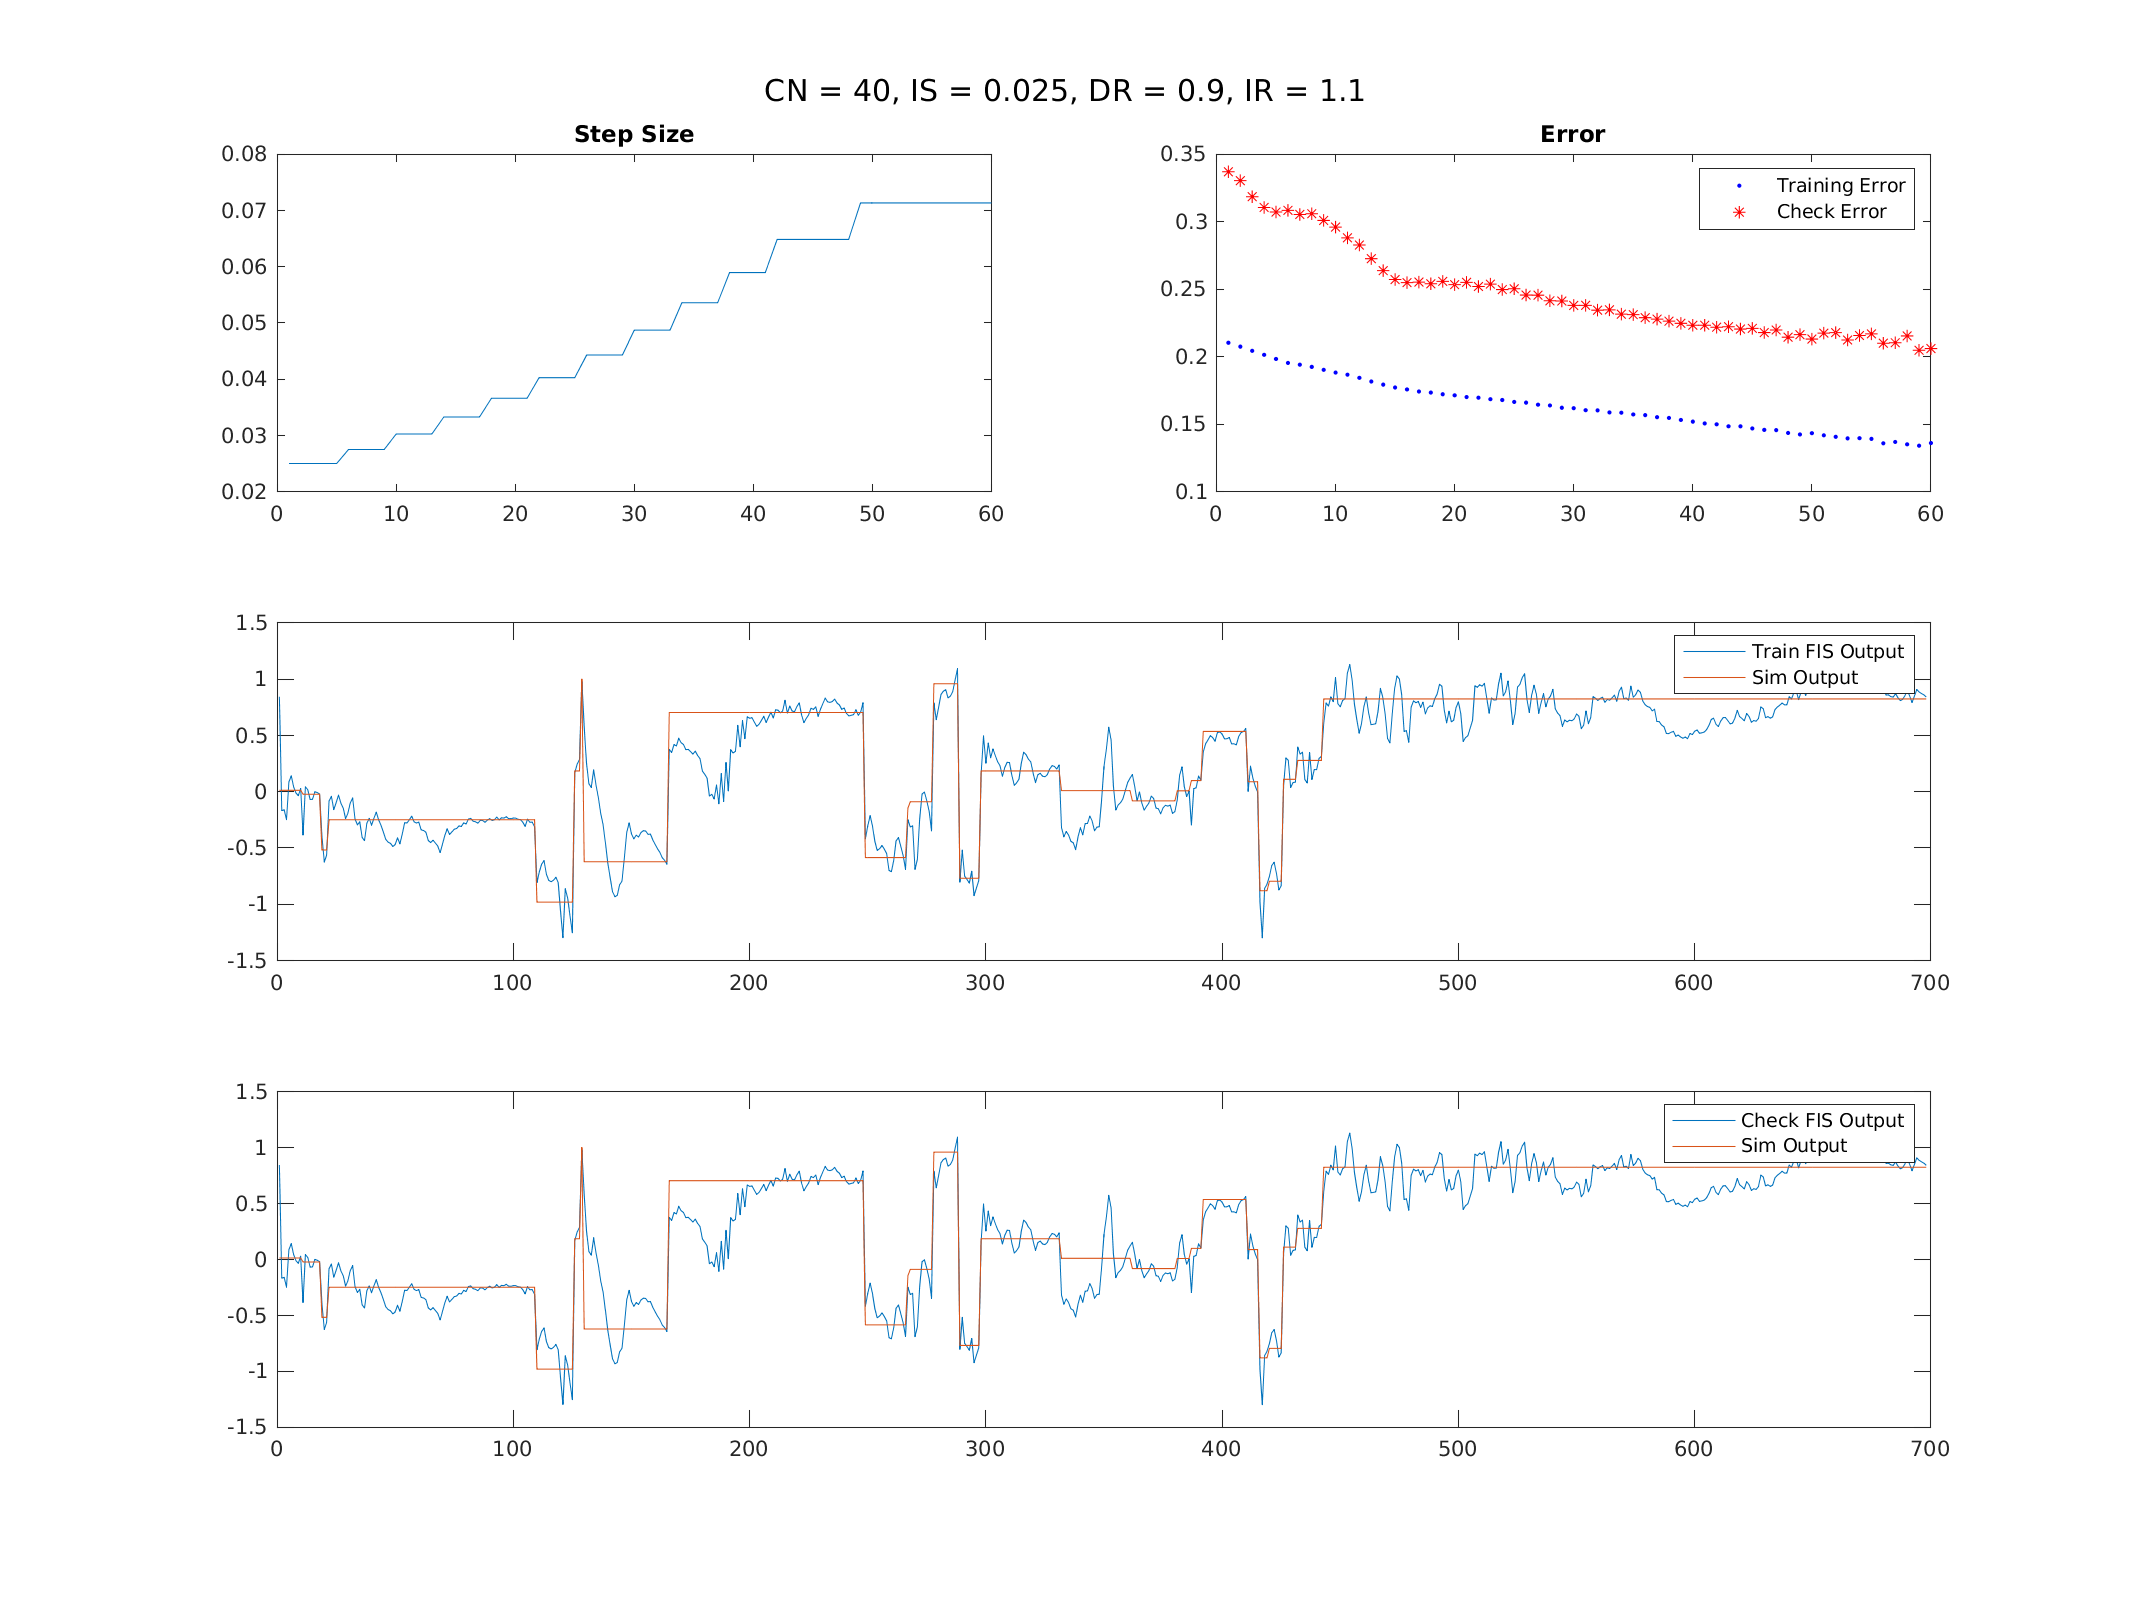 CN = 40, IS = 0.025, DR = 0.9, IR = 1.1
Step Size
0.08
0.07
0.06
0.05
0.04
0.03
0.02
0 10 20 30 40 50 60
Error
0.35
0.3
0.25
0.2
0.15
0.1
0 10 20 30 40 50 60
Training Error
Check Error
1.5
1
0.5
0
-0.5
-1
-1.5
0 100 200 300 400 500 600 700
Train FIS Output
Sim Output
1.5
1
0.5
0
-0.5
-1
-1.5
0 100 200 300 400 500 600 700
Check FIS Output
Sim Output